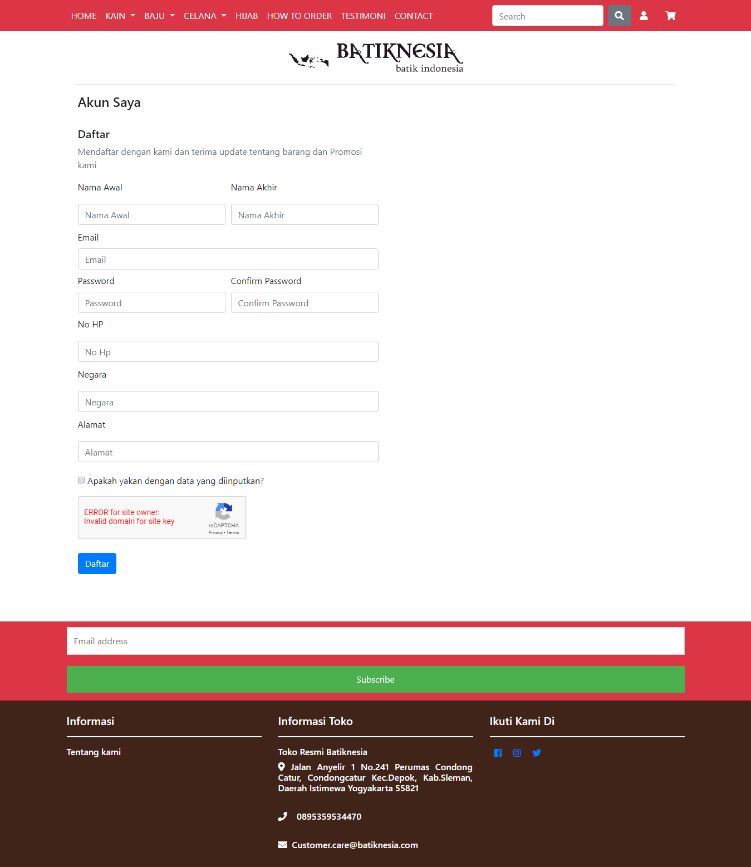 HOME KAIN BAJU CELANA HIJAB HOW TO ORDER TESTIMONI CONTACT Search
BATIKNESIA
batik indonesia
Akun Saya
Daftar
Mendaftar dengan kami dan terima update tentang barang dan Promosi
kami
Nama Awal Nama Akhir
Nama Awal Nama Akhir
Email
Email
Password Confirm Password
Password Confirm Password
No HP
No Hp
Negara
Negara
Alamat
Alamat
Apakah yakan dengan data yang diinputkan?
ERROR for site owner:
Invalid domain for site key
reCAPTCHA
Privacy • Terms
Daftar
Email address
Subscribe
Informasi
Tentang kami
Informasi Toko
Toko Resmi Batiknesia
Jalan Anyelir 1 No.241 Perumas Condong
Catur, Condongcatur Kec.Depok, Kab.Sleman,
Daerah Istimewa Yogyakarta 55821
0895359534470
Customer.care@batiknesia.com
Ikuti Kami Di